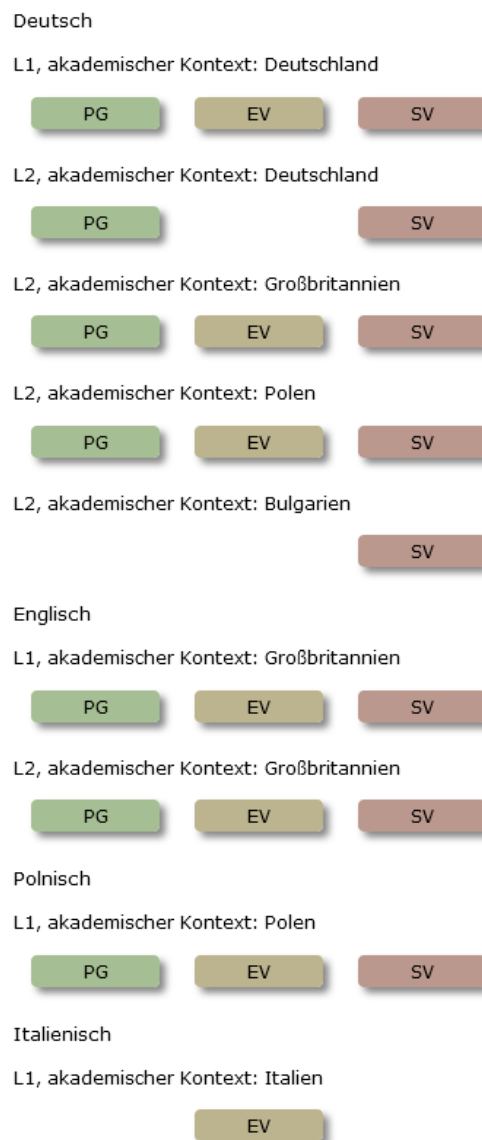 Deutsch
L1, akademischer Kontext: Deutschland
PG EV SV
L2, akademischer Kontext: Deutschland
PG SV
L2, akademischer Kontext: Großbritannien
PG EV SV
L2, akademischer Kontext: Polen
PG EV SV
L2, akademischer Kontext: Bulgarien
SV
Englisch
L1, akademischer Kontext: Großbritannien
PG EV SV
L2, akademischer Kontext: Großbritannien
PG EV SV
Polnisch
L1, akademischer Kontext: Polen
PG EV SV
Italienisch
L1, akademischer Kontext: Italien
EV